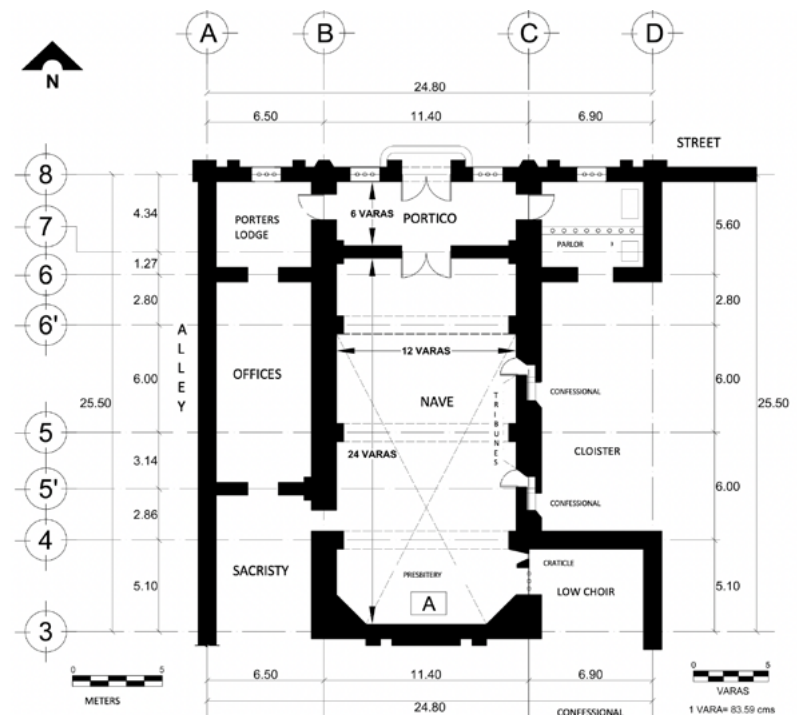 A B C D
N
24.80
6.50 11.40 6.90
STREET
8
7
6
6'
5
5'
4
3
4.34
1.27
2.80
6.00
3.14
2.86
5.10
25.50
ALLEY
PORTERS
LODGE
6 VARAS
PORTICO
PARLOR
5.60
2.80
6.00
6.00
5.10
25.50
12 VARAS
OFFICES
NAVE
TRIBUNES
CONFESSIONAL
CLOISTER
24 VARAS
CONFESSIONAL
SACRISTY
PRESBITERY
A
CRATICLE
LOW CHOIR
0 5
METERS
6.50 11.40 6.90
24.80
CONFESSIONAL
0 5
VARAS
1 VARA= 83.59 cms